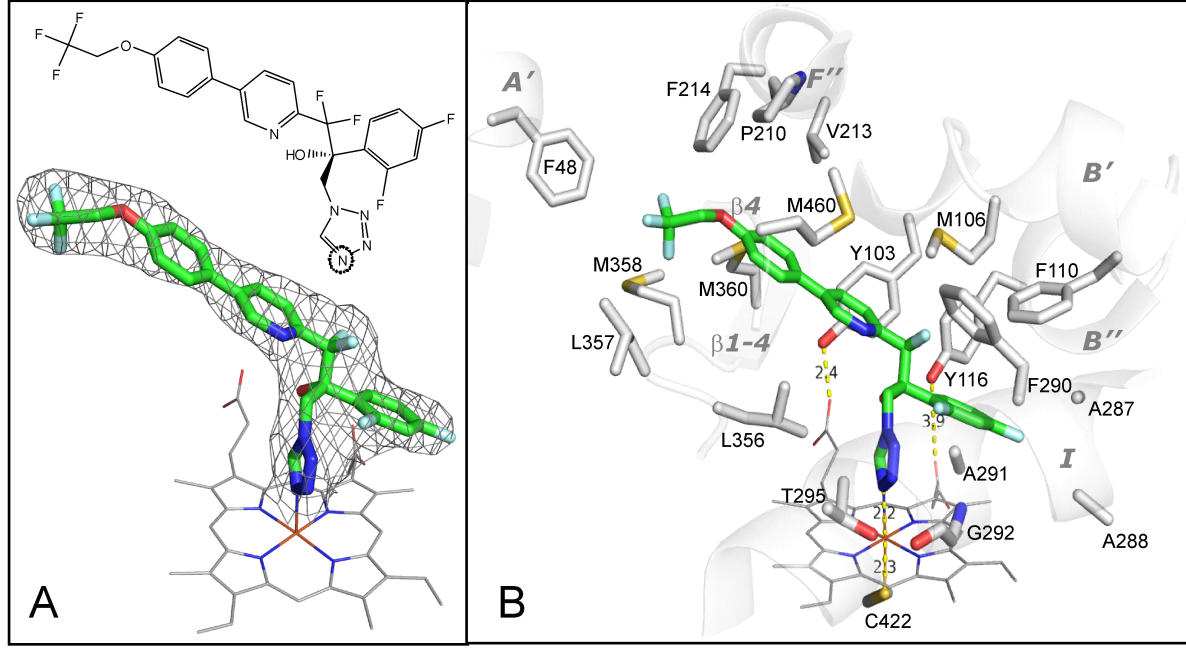 F
F
O
F
F
F
F
N
HO
F
N
N
N
N
A
A′
F′′
F214
P210
V213
F48
B′
β4
M460
M106
Y103
M358
M360
F110
L357
β1-4
B′′
2.4
Y116
F290
A287
3.9
L356
I
A291
T295
2.2
G292
A288
2.3
C422
B